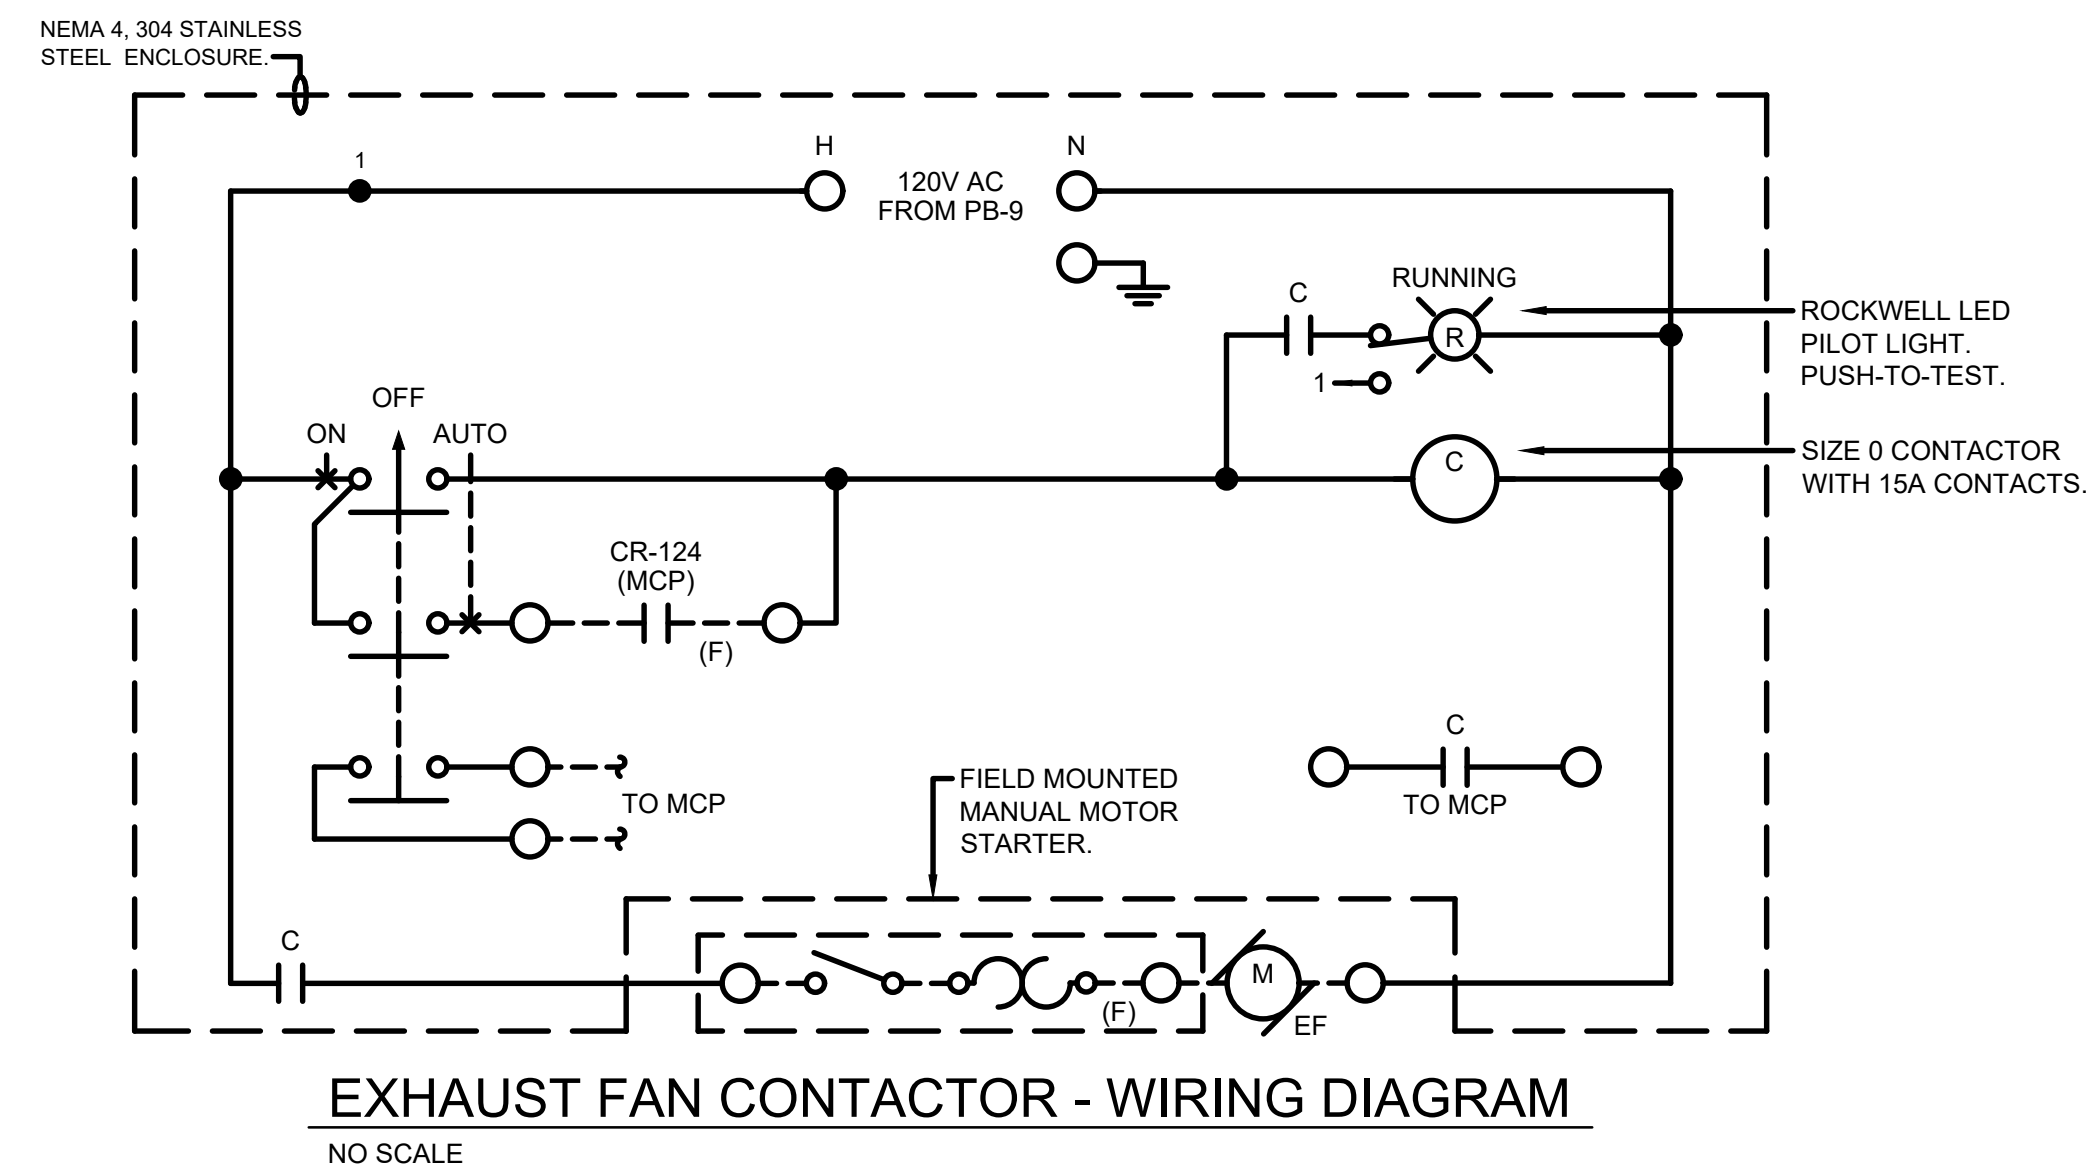 NEMA 4, 304 STAINLESS
STEEL ENCLOSURE.
1
H
N
120V AC
FROM PB-9
RUNNING
C
R
1
ROCKWELL LED
PILOT LIGHT.
PUSH-TO-TEST.
OFF
ON
AUTO
C
SIZE 0 CONTACTOR
WITH 15A CONTACTS.
CR-124
(MCP)
(F)
C
TO MCP
TO MCP
FIELD MOUNTED
MANUAL MOTOR
STARTER.
C
M
(F)
EF
EXHAUST FAN CONTACTOR - WIRING DIAGRAM
NO SCALE